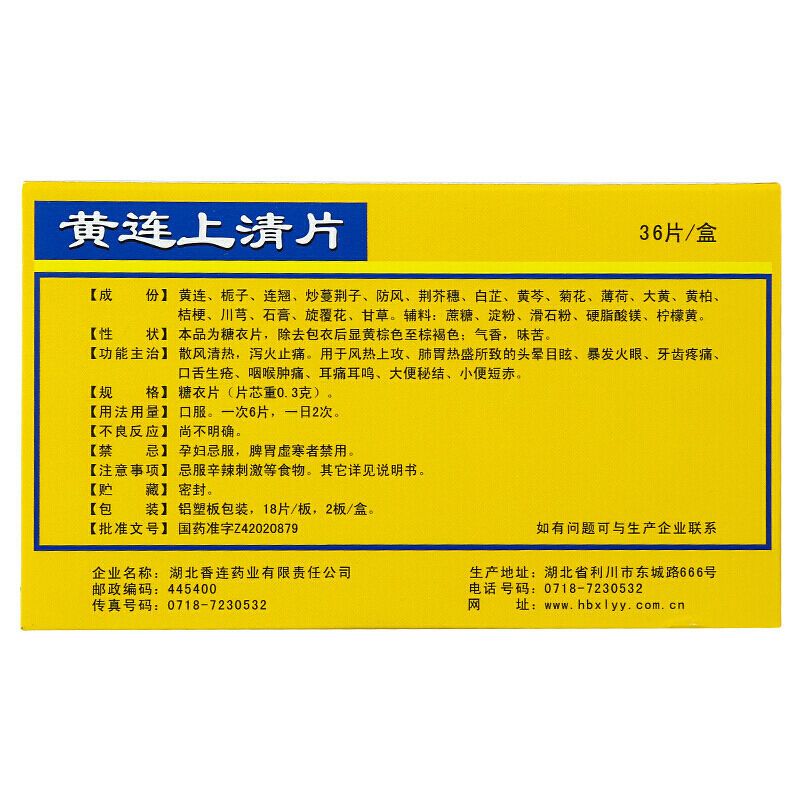 黄连上清片
36片/盒
【成份】黄连、栀子、连翘、炒蔓荆子、防风、荆芥穗、白芷、黄芩、菊花、薄荷、大黄、黄柏、
桔梗、川芎、石膏、旋覆花、甘草。辅料：蔗糖、淀粉、滑石粉、硬脂酸镁、柠檬黄。
【性状】本品为糖衣片，除去包衣后显黄棕色至棕褐色；气香，味苦。
【功能主治】散风清热，泻火止痛。用于风热上攻、肺胃热盛所致的头晕目眩、暴发火眼、牙齿疼痛、
口舌生疮、咽喉肿痛、耳痛耳鸣、大便秘结、小便短赤。
【规格】糖衣片（片芯重0.3克）。
【用法用量】口服。一次6片，一日2次。
【不良反应】尚不明确。
【禁忌】孕妇忌服，脾胃虚寒者禁用。
【注意事项】忌服辛辣刺激等食物。其它详见说明书。
【贮藏】密封。
【包装】铝塑板包装，18片/板，2板/盒。
【批准文号】国药准字Z42020879 如有问题可与生产企业联系
企业名称：湖北香连药业有限责任公司 生产地址：湖北省利川市东城路666号
邮政编码：445400 电话号码：0718-7230532
传真号码：0718-7230532 网址：www.hbxlyy.com.cn